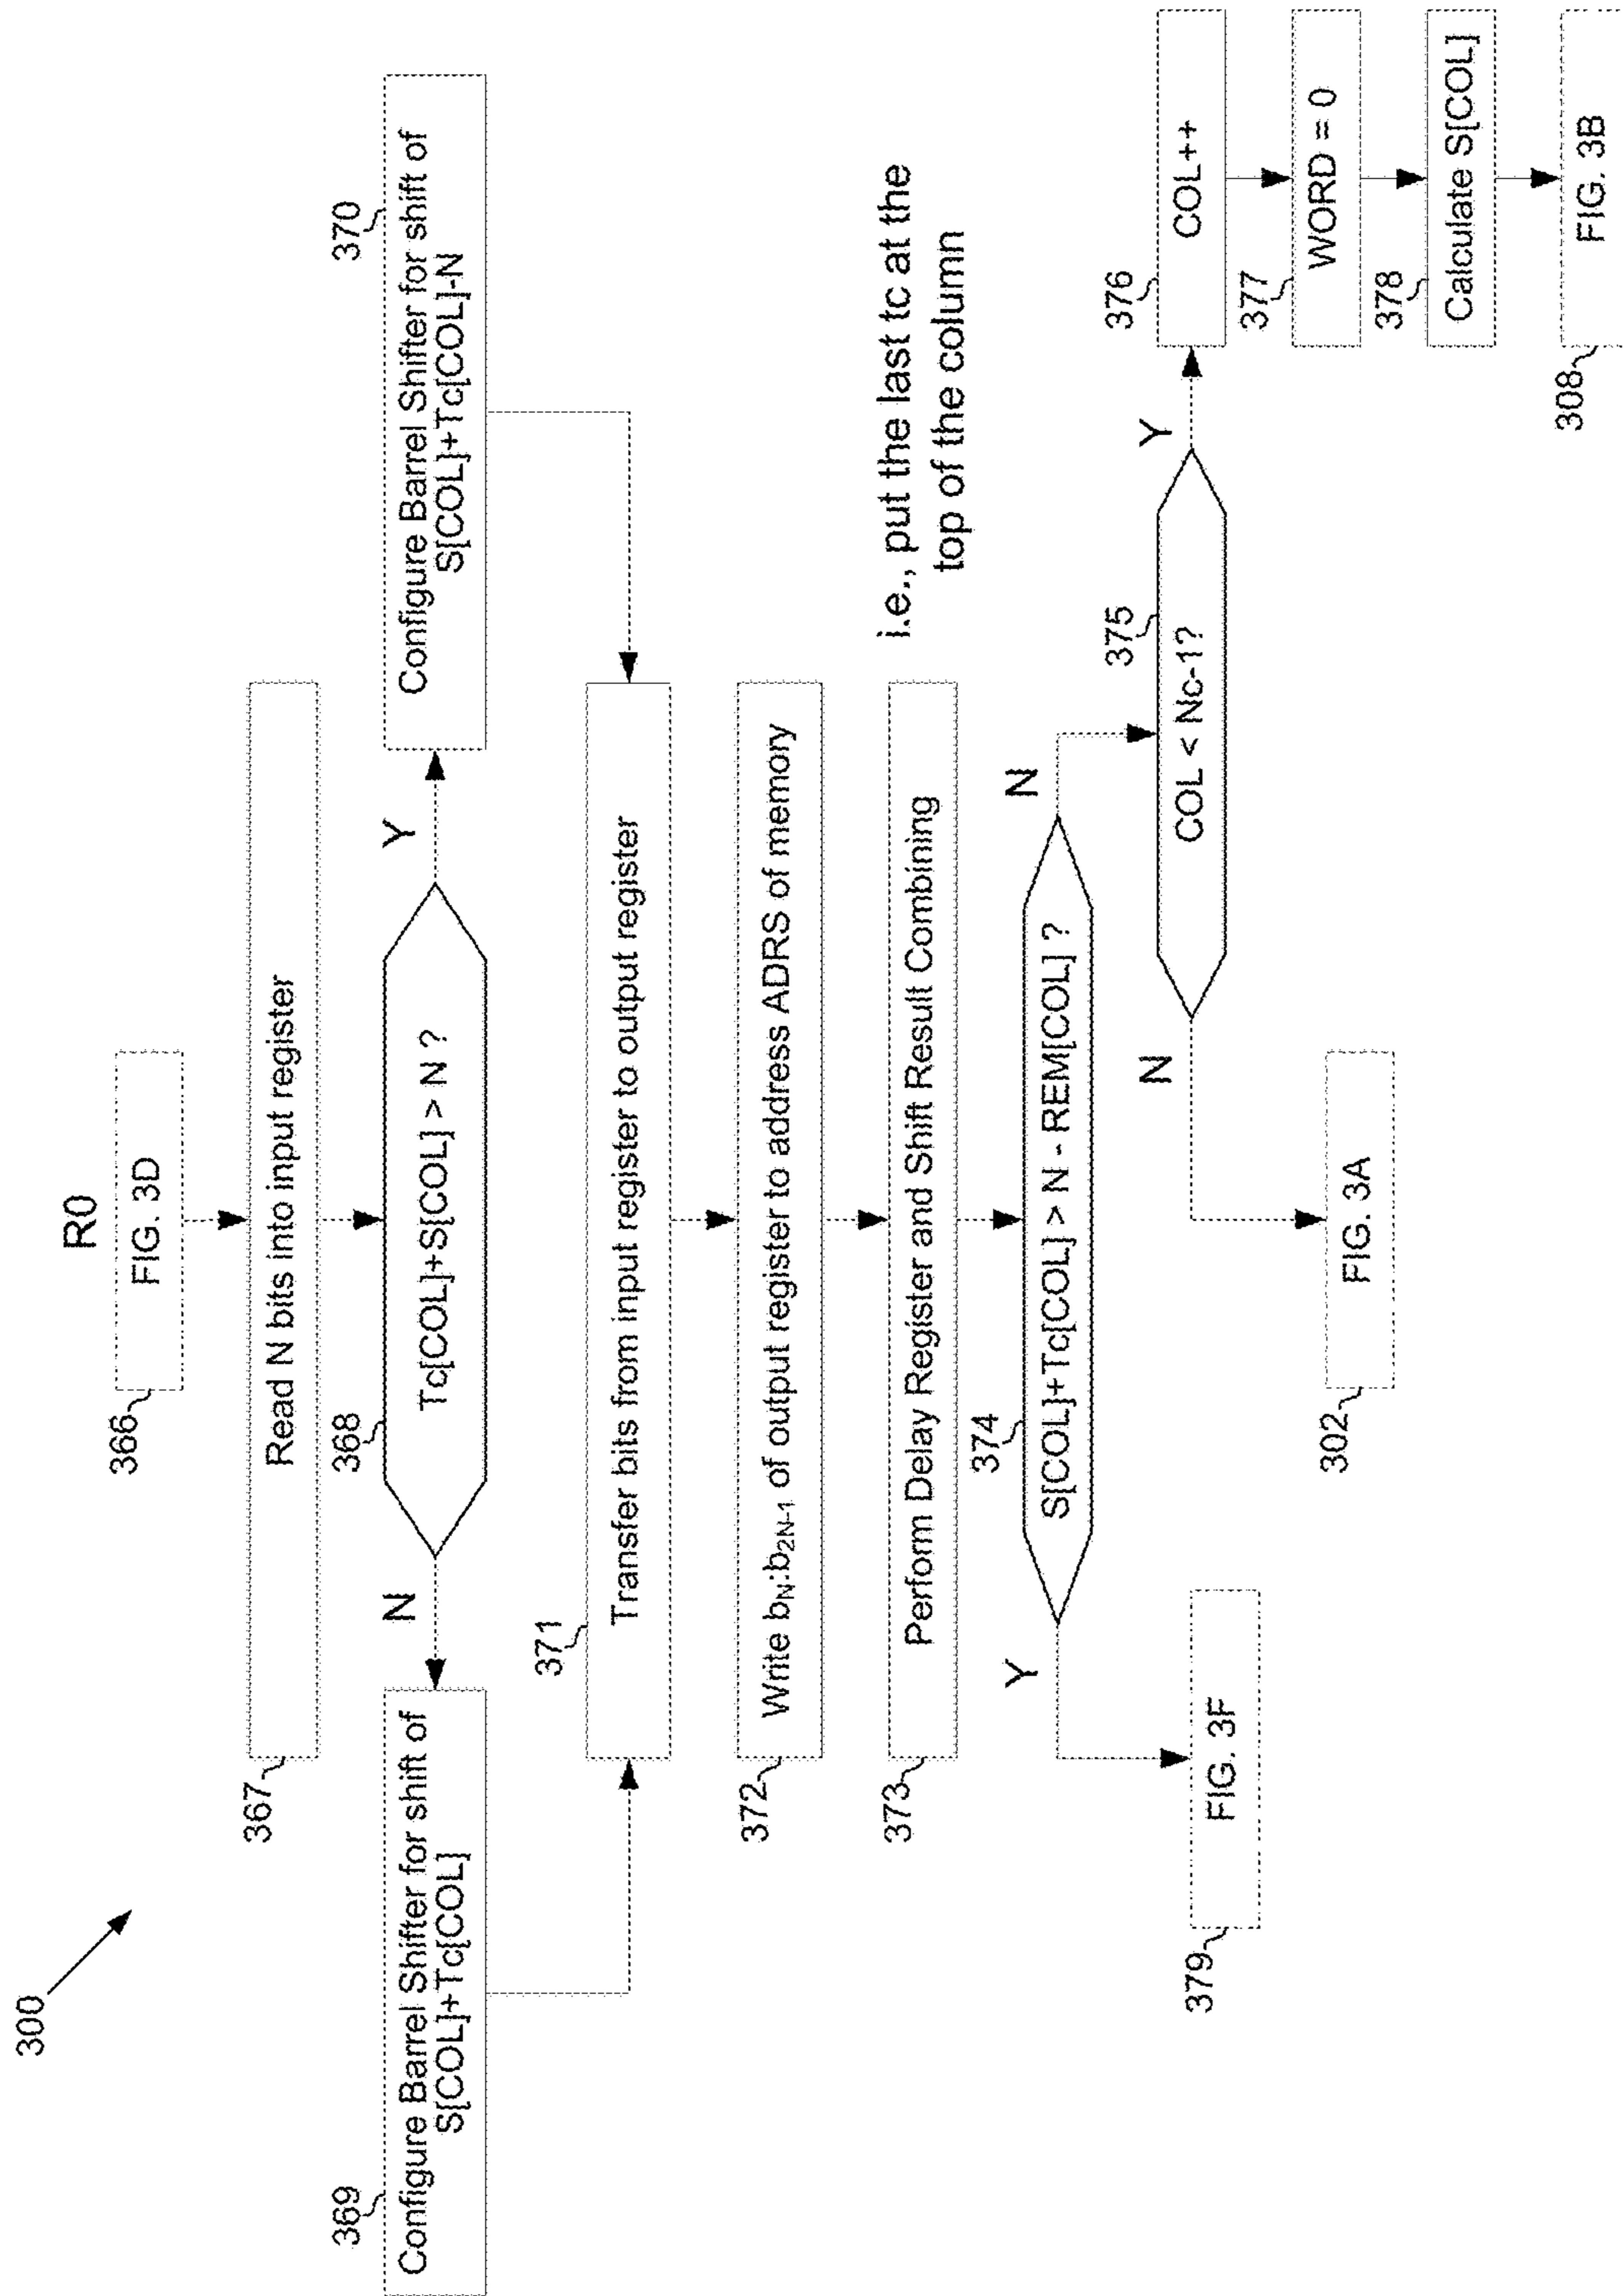 300
R0
366
FIG. 3D
367
Read N bits into input register
368
Tc[COL]+S[COL] > N ?
N
Y
369
Configure Barrel Shifter for shift of
S[COL]+Tc[COL]
370
Configure Barrel Shifter for shift of
S[COL]+Tc[COL]-N
371
Transfer bits from input register to output register
372
Write bN:b2N-1 of output register to address ADRS of memory
373
Perform Delay Register and Shift Result Combining
i.e., put the last tc at the
top of the column
374
S[COL]+Tc[COL] > N - REM[COL] ?
Y
N
379
FIG. 3F
375
COL < Nc-1?
N
Y
302
FIG. 3A
376
COL++
377
WORD = 0
378
Calculate S[COL]
308
FIG. 3B